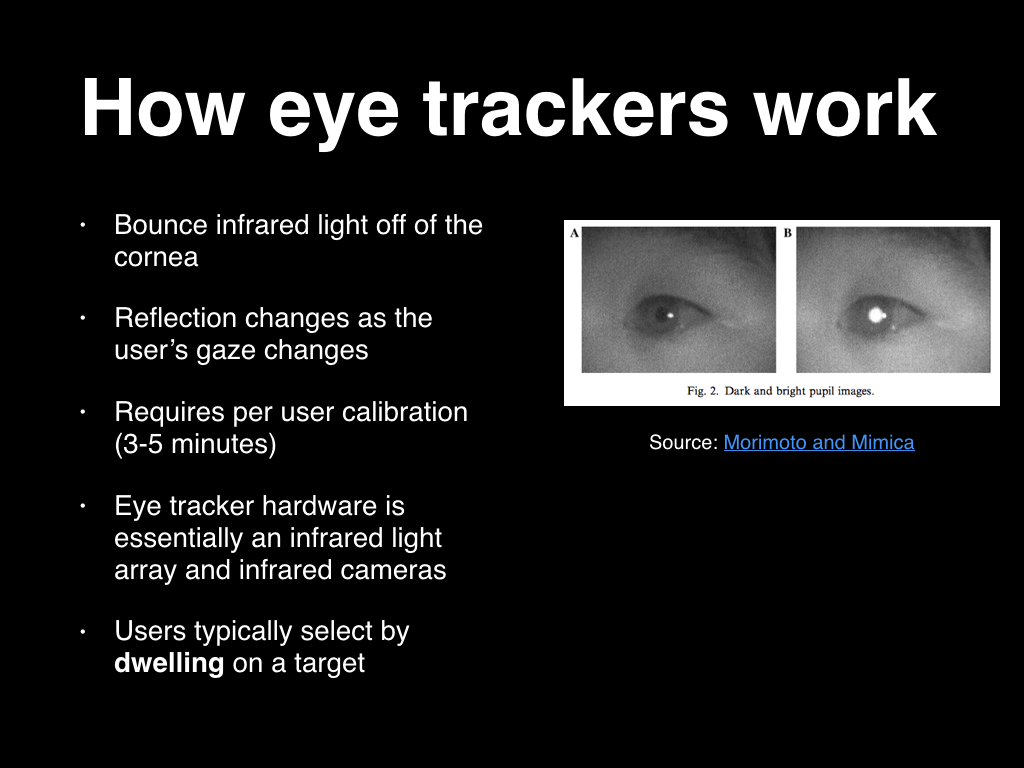 How eye trackers work
• Bounce infrared light off of the
cornea
• Reflection changes as the
user’s gaze changes
• Requires per user calibration
(3-5 minutes)
• Eye tracker hardware is
essentially an infrared light
array and infrared cameras
• Users typically select by
dwelling on a target
A
B
Fig. 2. Dark and bright pupil images.
Source: Morimoto and Mimica